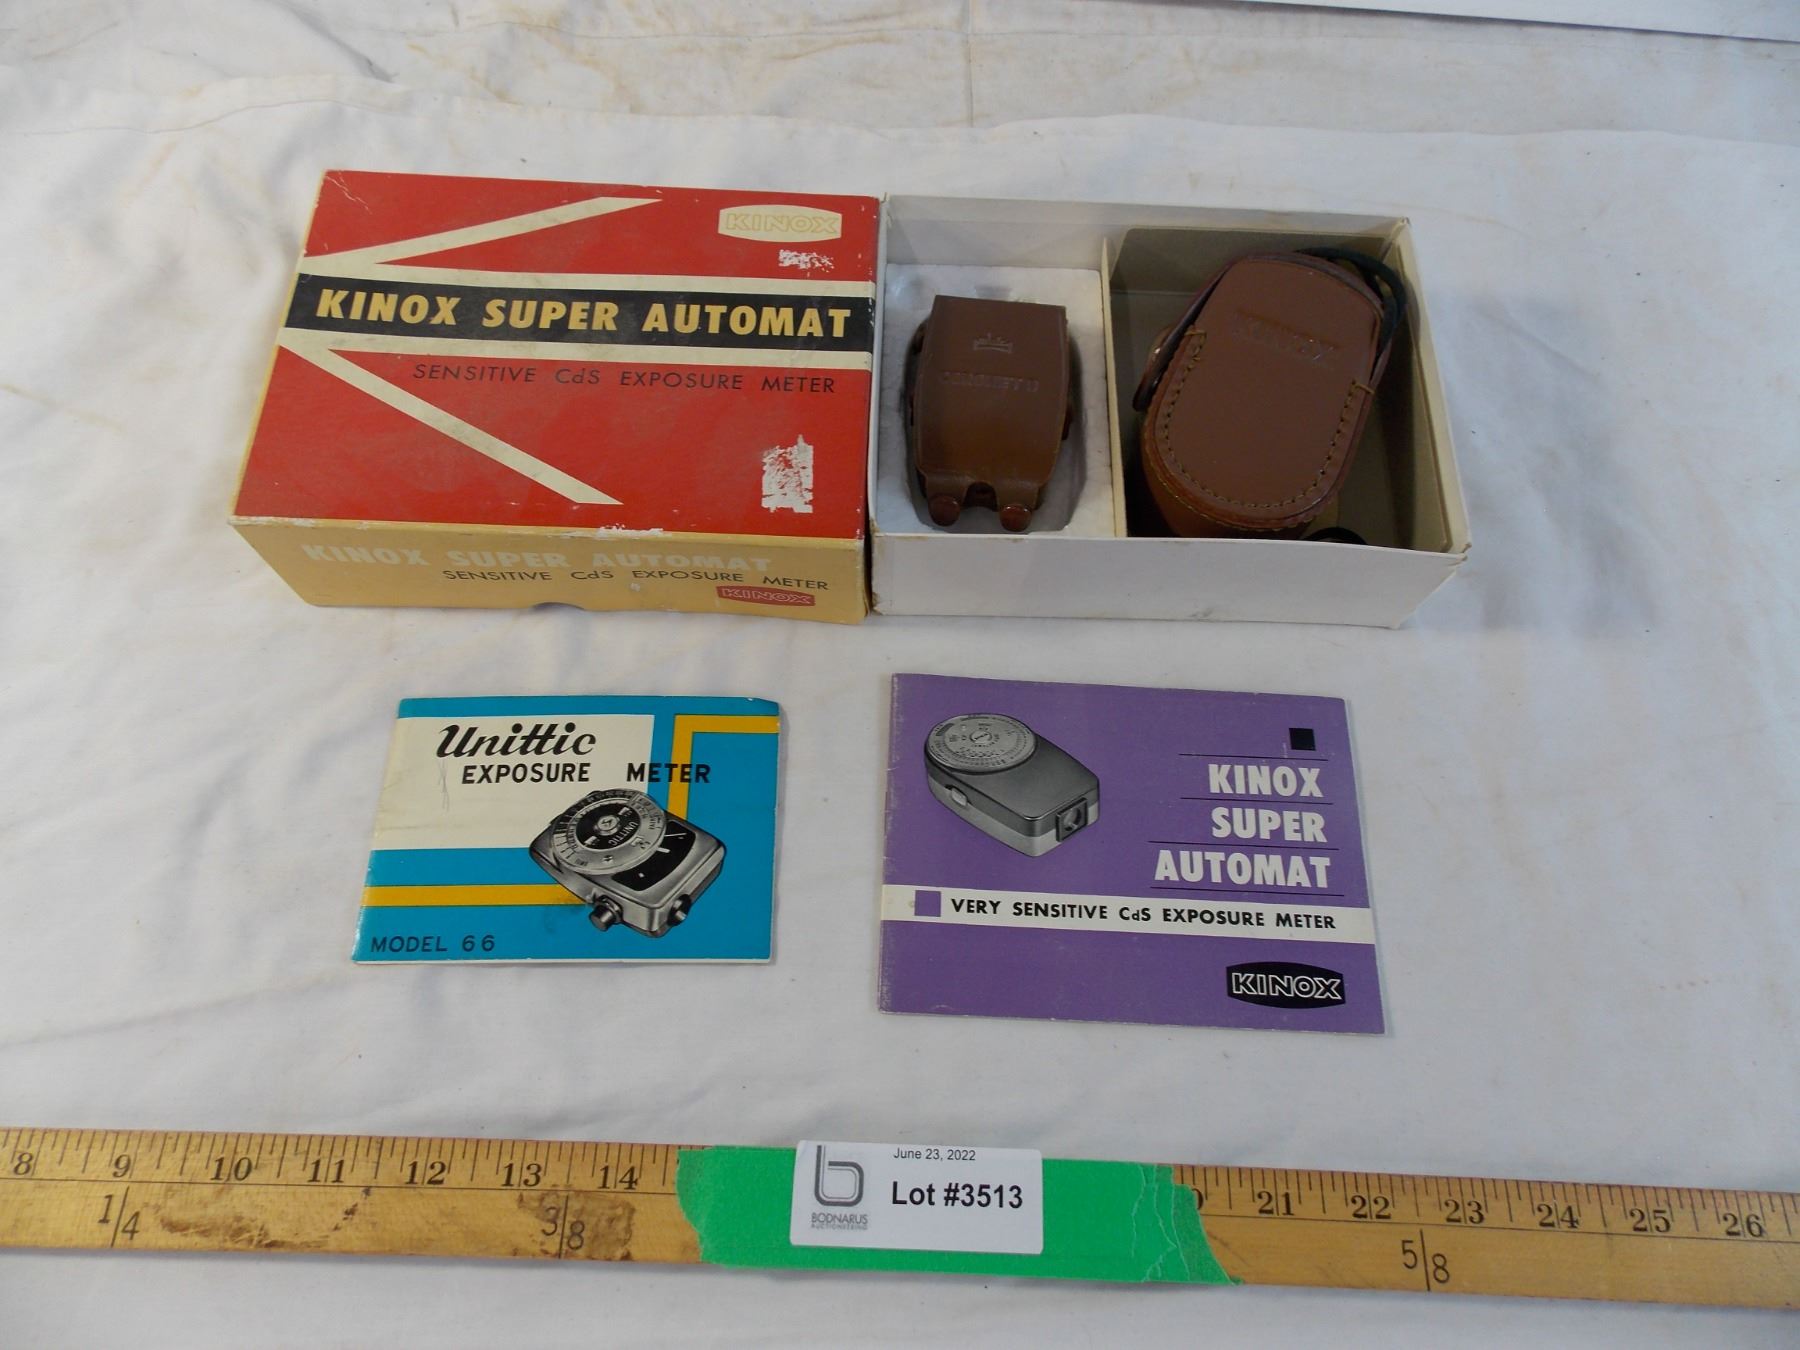 KINOX
KINOX SUPER AUTOMAT
SENSITIVE CdS EXPOSURE METER
KINOX SUPER AUTOMAT
SENSITIVE CdS EXPOSURE METER
KINOX
Unittic
EXPOSURE METER
UNITTIC
MODEL 66
KINOX
SUPER
AUTOMAT
VERY SENSITIVE CdS EXPOSURE METER
KINOX
8 9 10 11 12 13 14 21 22 23 24 25 26
1/4 3/8 5/8
June 23, 2022
Lot #3513
BODNARUS
AUCTIONEERING